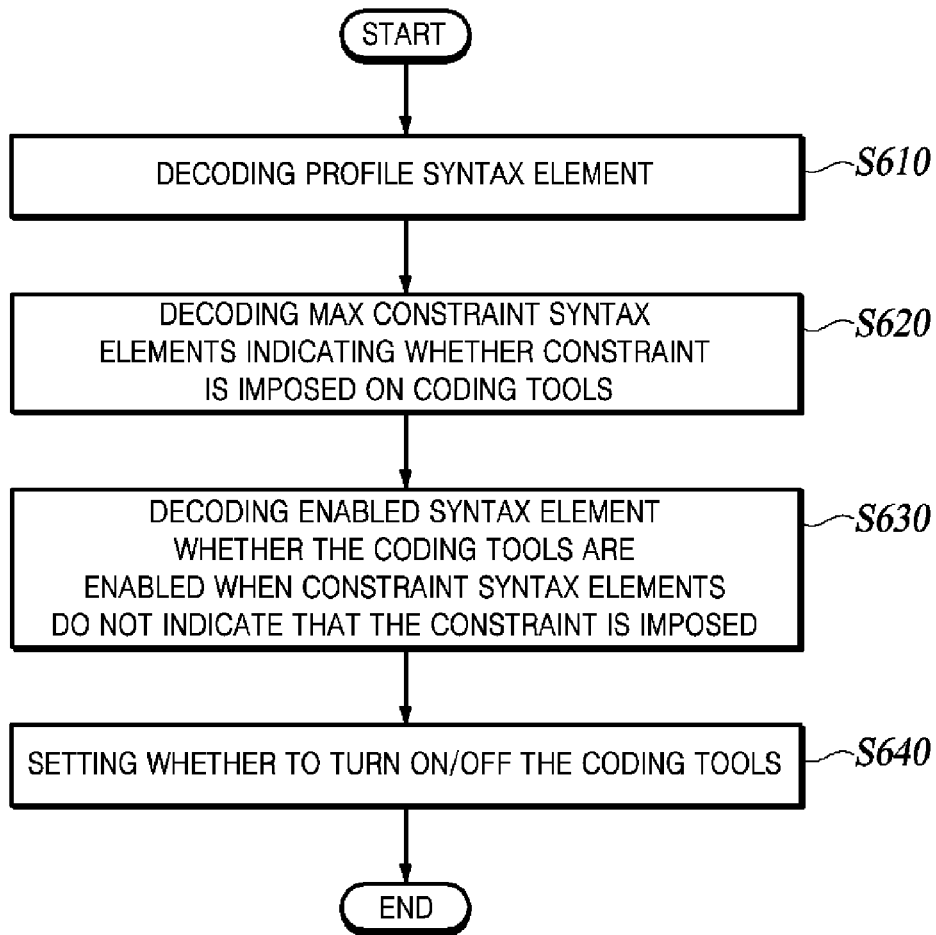 START
DECODING PROFILE SYNTAX ELEMENT
S610
DECODING MAX CONSTRAINT SYNTAX
ELEMENTS INDICATING WHETHER CONSTRAINT
IS IMPOSED ON CODING TOOLS
S620
DECODING ENABLED SYNTAX ELEMENT
WHETHER THE CODING TOOLS ARE
ENABLED WHEN CONSTRAINT SYNTAX ELEMENTS
DO NOT INDICATE THAT THE CONSTRAINT IS IMPOSED
S630
SETTING WHETHER TO TURN ON/OFF THE CODING TOOLS
S640
END